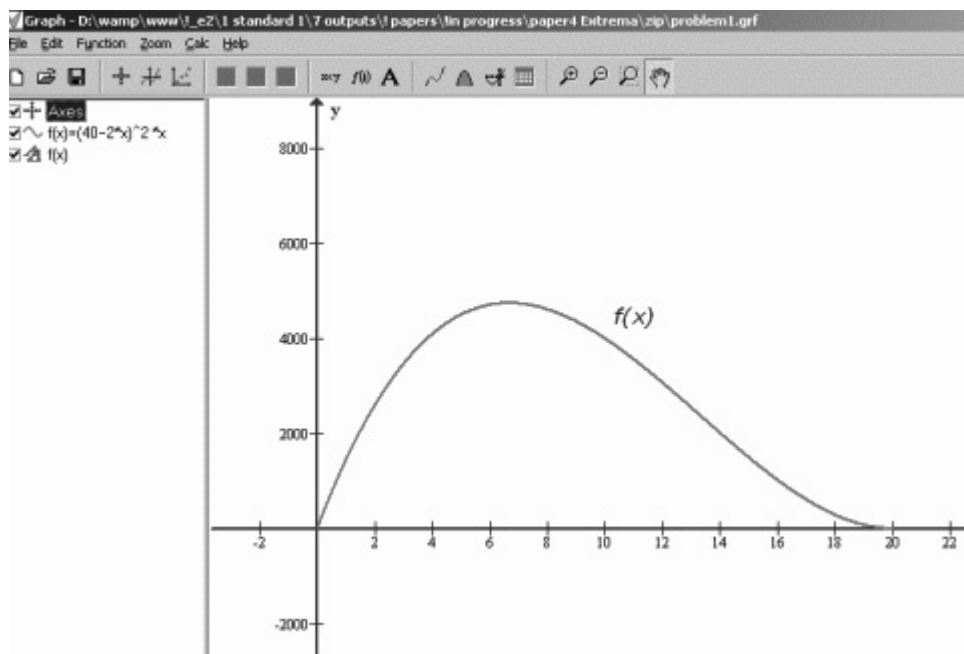 Graph - D:\wamp\www\!_e2\1 standard 1\7 outputs\! papers\!in progress\paper4 Extrema\zip\problem1.grf
File Edit Function Zoom Calc Help
x=y f(x) A
Axes
f(x)=(40-2*x)^2*x
f(x)
y
8000
6000
f(x)
4000
2000
-2 2 4 6 8 10 12 14 16 18 20 22
-2000